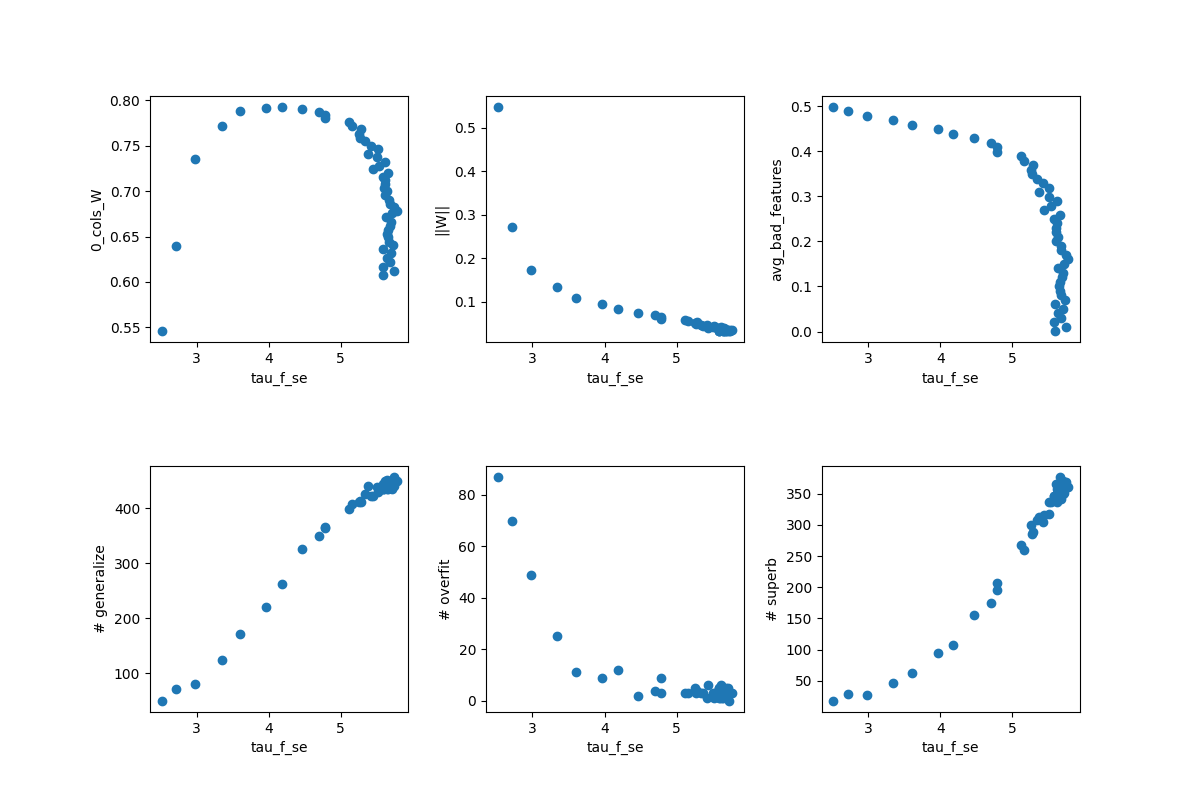 0.80
0.75
0.70
0.65
0.60
0.55
0_cols_W
3 4 5
tau_f_se
0.5
0.4
0.3
0.2
0.1
||W||
3 4 5
tau_f_se
0.5
0.4
0.3
0.2
0.1
0.0
avg_bad_features
3 4 5
tau_f_se
400
300
200
100
# generalize
3 4 5
tau_f_se
80
60
40
20
0
# overfit
3 4 5
tau_f_se
350
300
250
200
150
100
50
# superb
3 4 5
tau_f_se